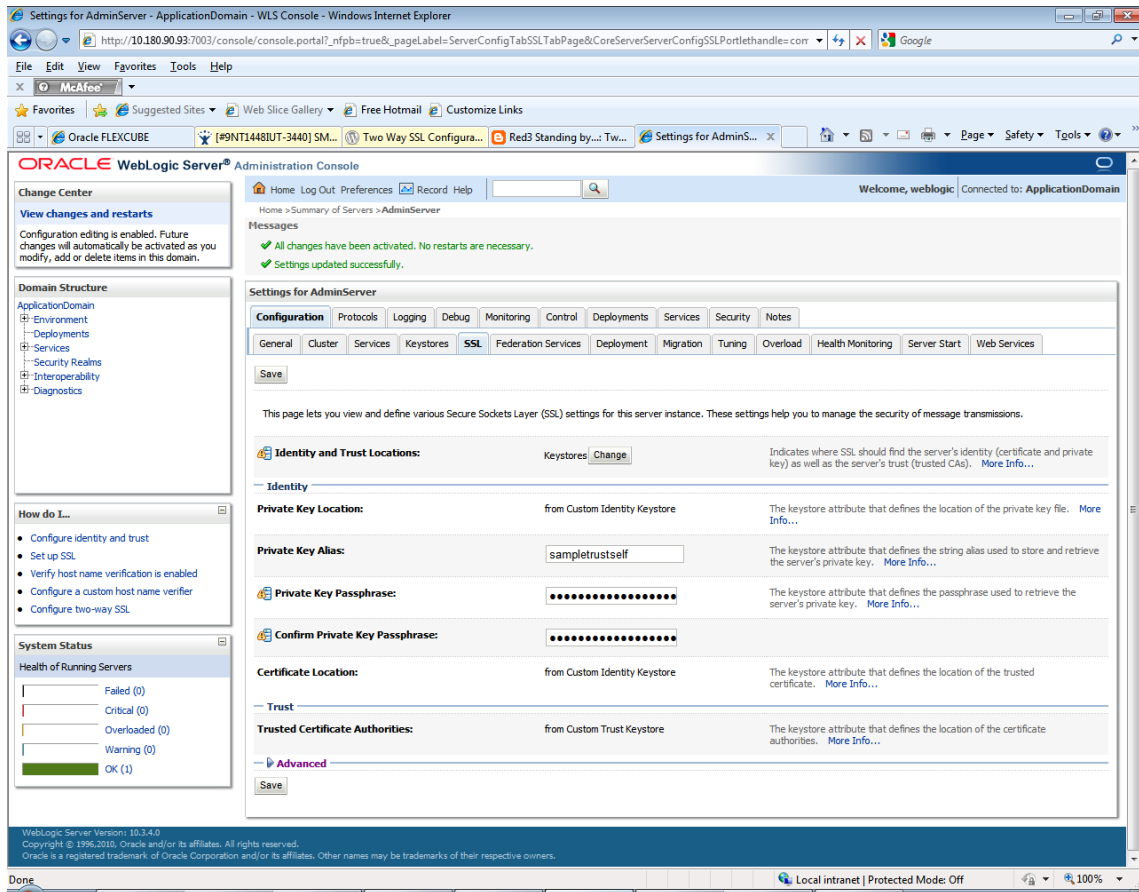 Settings for AdminServer - ApplicationDomain - WLS Console - Windows Internet Explorer
http://10.180.90.93:7003/console/console.portal?_nfpb=true&_pageLabel=ServerConfigTabSSLTabPage&CoreServerServerConfigSSLPortlethandle=com
Google
File Edit View Favorites Tools Help
x McAfee
Favorites Suggested Sites Web Slice Gallery Free Hotmail Customize Links
Oracle FLEXCUBE [#9NT1448IUT-3440] SM... Two Way SSL Configura... Red3 Standing by...: Tw... Settings for AdminS... x Page Safety Tools »
ORACLE WebLogic Server® Administration Console
Change Center
View changes and restarts
Configuration editing is enabled. Future
changes will automatically be activated as you
modify, add or delete items in this domain.
Domain Structure
ApplicationDomain
Environment
Deployments
Services
Security Realms
Interoperability
Diagnostics
How do I...
Configure identity and trust
Set up SSL
Verify host name verification is enabled
Configure a custom host name verifier
Configure two-way SSL
System Status
Health of Running Servers
Failed (0)
Critical (0)
Overloaded (0)
Warning (0)
OK (1)
Home Log Out Preferences Record Help
Welcome, weblogic Connected to: ApplicationDomain
Home >Summary of Servers >AdminServer
Messages
All changes have been activated. No restarts are necessary.
Settings updated successfully.
Settings for AdminServer
Configuration Protocols Logging Debug Monitoring Control Deployments Services Security Notes
General Cluster Services Keystores SSL Federation Services Deployment Migration Tuning Overload Health Monitoring Server Start Web Services
Save
This page lets you view and define various Secure Sockets Layer (SSL) settings for this server instance. These settings help you to manage the security of message transmissions.
Identity and Trust Locations: Keystores Change Indicates where SSL should find the server's identity (certificate and private
key) as well as the server's trust (trusted CAs). More Info...
Identity
Private Key Location: from Custom Identity Keystore The keystore attribute that defines the location of the private key file. More
Info...
Private Key Alias: sampletrustself The keystore attribute that defines the string alias used to store and retrieve
the server's private key. More Info...
Private Key Passphrase: ●●●●●●●●●●●●●●●●●● The keystore attribute that defines the passphrase used to retrieve the
server's private key. More Info...
Confirm Private Key Passphrase: ●●●●●●●●●●●●●●●●●●
Certificate Location: from Custom Identity Keystore The keystore attribute that defines the location of the trusted
certificate. More Info...
Trust
Trusted Certificate Authorities: from Custom Trust Keystore The keystore attribute that defines the location of the certificate
authorities. More Info...
Advanced
Save
WebLogic Server Version: 10.3.4.0
Copyright © 1996,2010, Oracle and/or its affiliates. All rights reserved.
Oracle is a registered trademark of Oracle Corporation and/or its affiliates. Other names may be trademarks of their respective owners.
Done Local intranet | Protected Mode: Off 100%